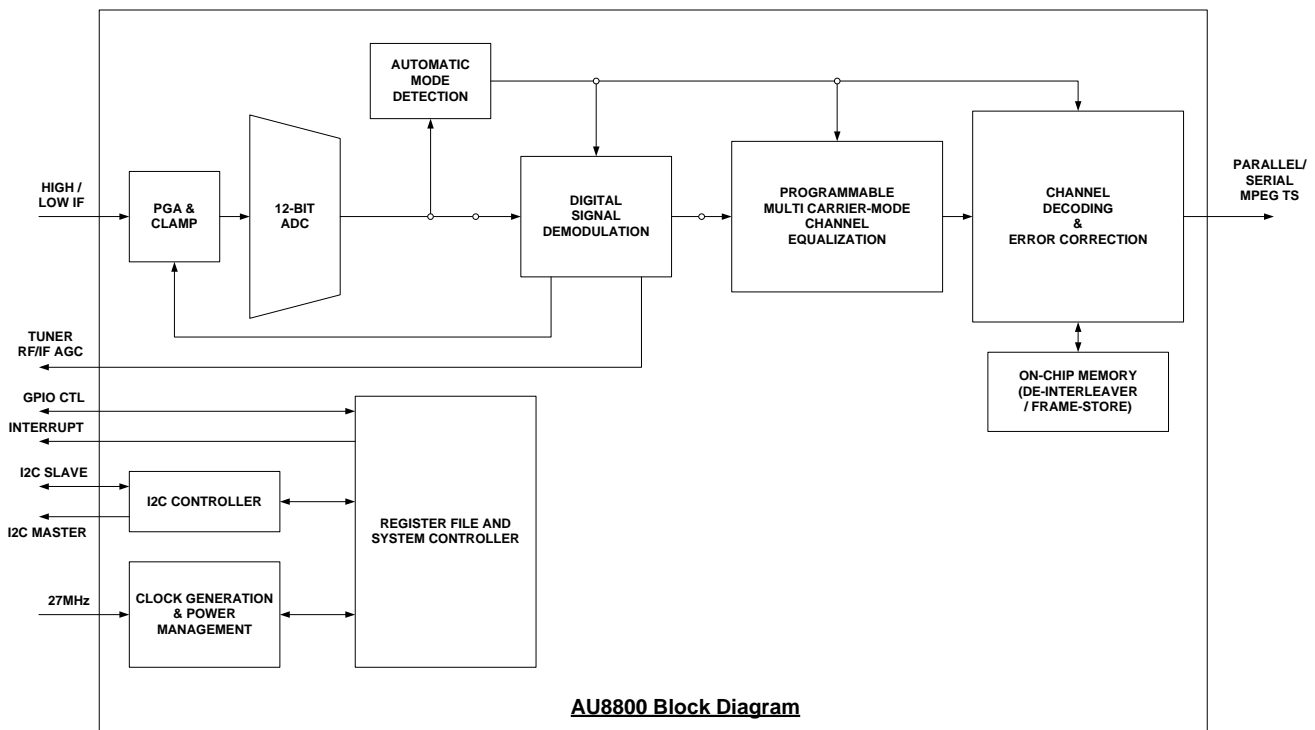 AUTOMATIC
MODE
DETECTION
HIGH /
LOW IF
PGA &
CLAMP
12-BIT
ADC
DIGITAL
SIGNAL
DEMODULATION
PROGRAMMABLE
MULTI CARRIER-MODE
CHANNEL
EQUALIZATION
CHANNEL
DECODING
&
ERROR CORRECTION
PARALLEL/
SERIAL
MPEG TS
TUNER
RF/IF AGC
ON-CHIP MEMORY
(DE-INTERLEAVER
/ FRAME-STORE)
GPIO CTL
INTERRUPT
I2C SLAVE
I2C MASTER
I2C CONTROLLER
REGISTER FILE AND
SYSTEM CONTROLLER
27MHz
CLOCK GENERATION
& POWER
MANAGEMENT
AU8800 Block Diagram